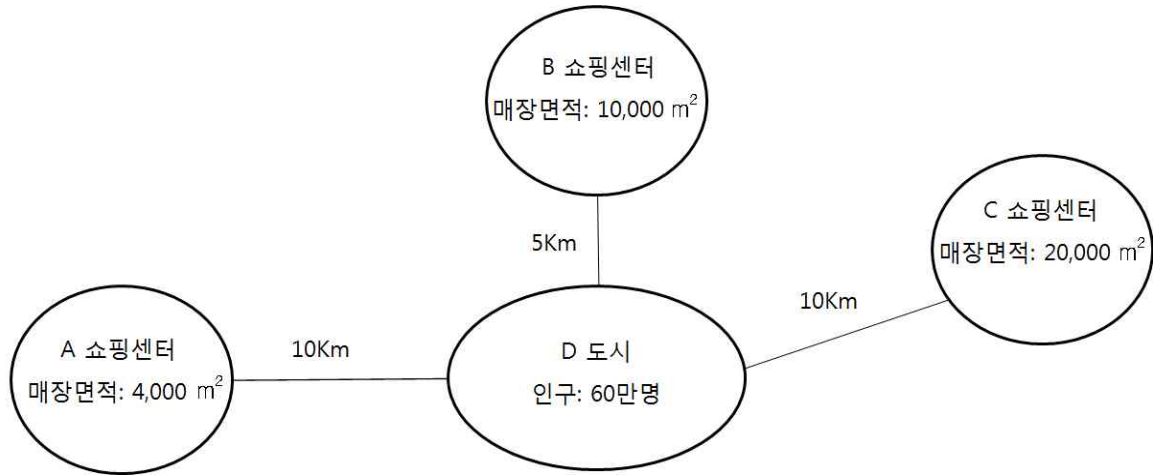 B 쇼핑센터
매장면적: 10,000 m²
C 쇼핑센터
매장면적: 20,000 m²
5Km
10Km
A 쇼핑센터
매장면적: 4,000 m²
10Km
D 도시
인구: 60만명